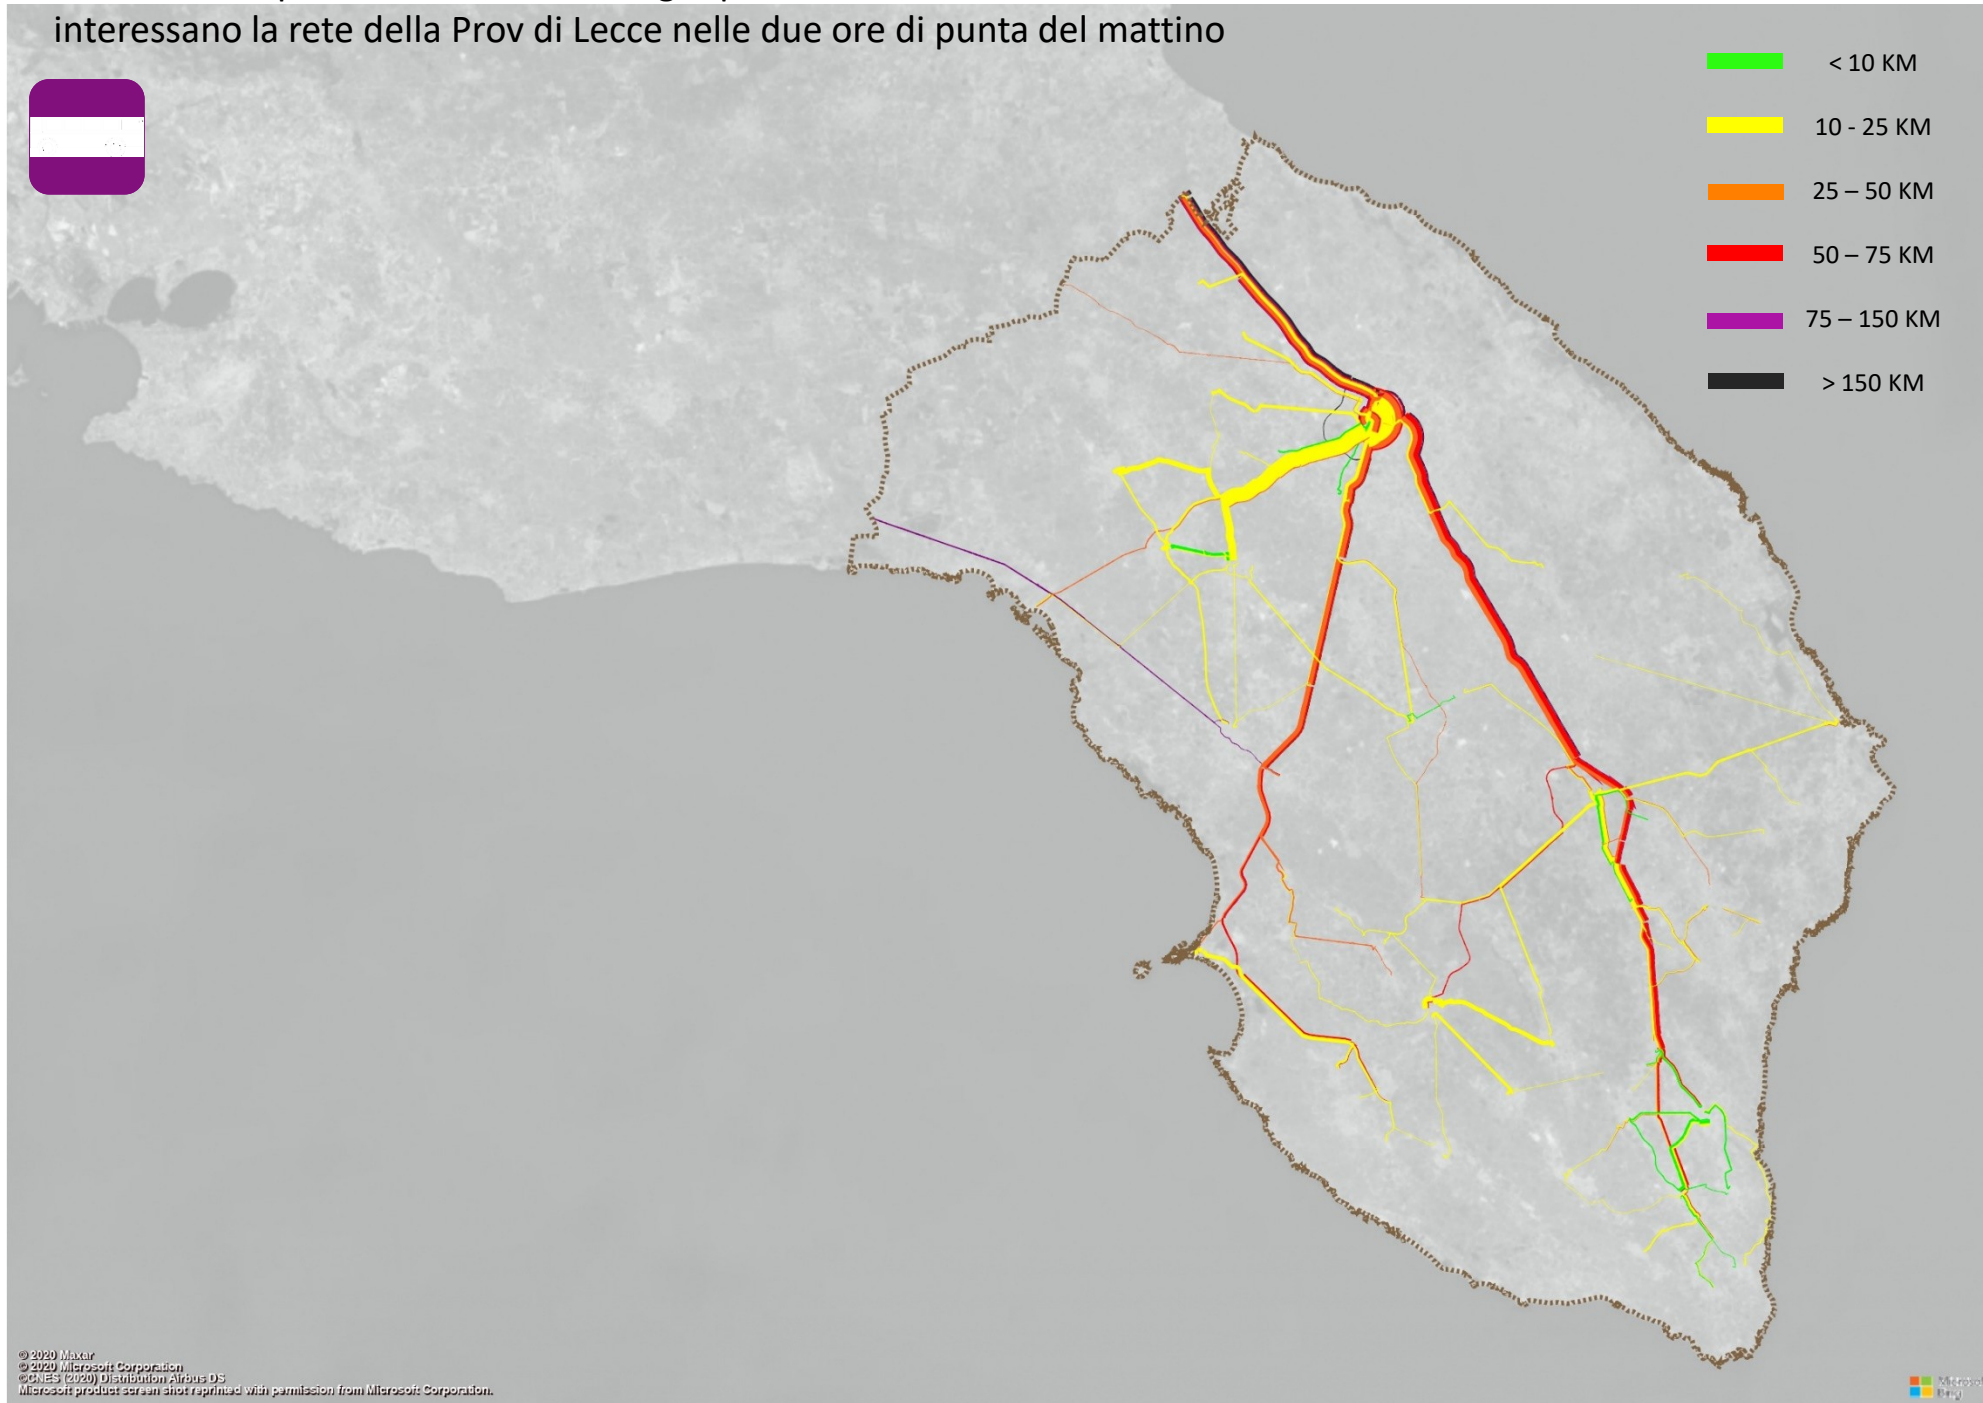 interessano la rete della Prov di Lecce nelle due ore di punta del mattino
< 10 KM
10 - 25 KM
25 – 50 KM
50 – 75 KM
75 – 150 KM
> 150 KM
© 2020 Maxar
© 2020 Microsoft Corporation
©CNES (2020) Distribution Airbus DS
Microsoft product screen shot reprinted with permission from Microsoft Corporation.
Bing